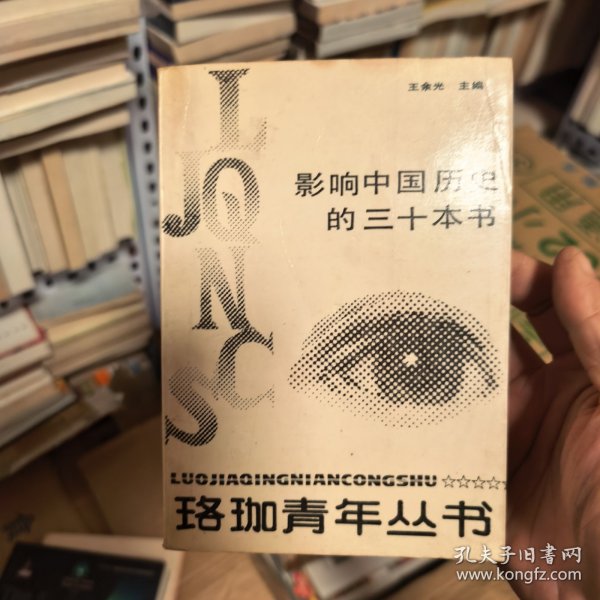 王余光 主编
影响中国历史
的三十本书
L
JQ
N
C
S
LUOJIAQINGNIANCONGSHU☆☆☆☆☆
珞珈青年丛书
孔夫子旧书网
www.kongfz.com